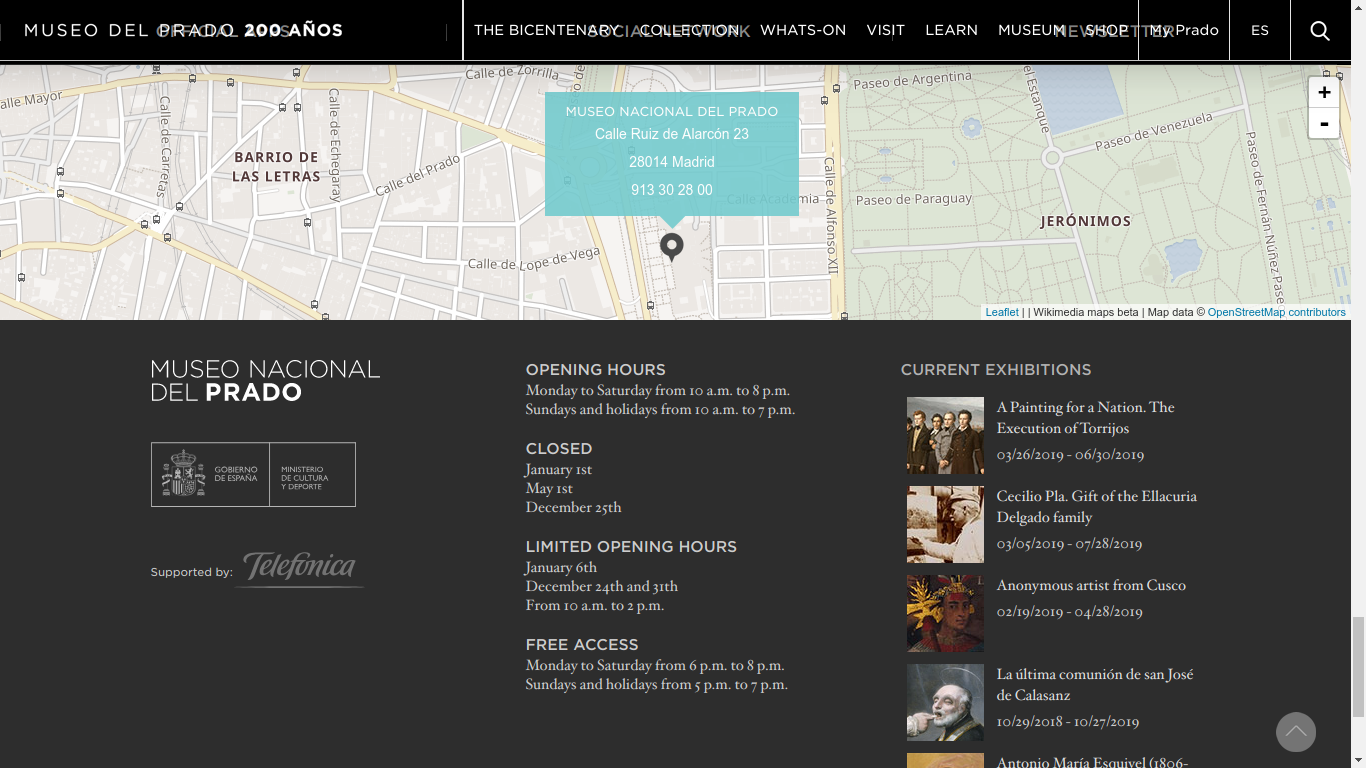 MUSEO DEL PRADO 200 AÑOS
THE BICENTENARY COLLECTION WHATS-ON VISIT LEARN MUSEUM SHOP My Prado ES
OFFICIAL APPS SOCIAL NETWORK NEWSLETTER
Calle de Zorrilla
Calle Mayor
Calle de Carreteras
Calle de Echegaray
BARRIO DE
LAS LETRAS
Calle del Prado
Calle de Lope de Vega
MUSEO NACIONAL DEL PRADO
Calle Ruiz de Alarcón 23
28014 Madrid
913 30 28 00
Calle Academia
Calle de Alfonso XII
Paseo de Argentina
el Estanque
Paseo de Venezuela
Paseo de Paraguay
JERÓNIMOS
Paseo de Fernán Núñez
Pase
+
-
Leaflet | | Wikimedia maps beta | Map data © OpenStreetMap contributors
MUSEO NACIONAL
DEL PRADO
GOBIERNO
DE ESPAÑA
MINISTERIO
DE CULTURA
Y DEPORTE
Supported by: Telefónica
OPENING HOURS
Monday to Saturday from 10 a.m. to 8 p.m.
Sundays and holidays from 10 a.m. to 7 p.m.
CLOSED
January 1st
May 1st
December 25th
LIMITED OPENING HOURS
January 6th
December 24th and 31th
From 10 a.m. to 2 p.m.
FREE ACCESS
Monday to Saturday from 6 p.m. to 8 p.m.
Sundays and holidays from 5 p.m. to 7 p.m.
CURRENT EXHIBITIONS
A Painting for a Nation. The
Execution of Torrijos
03/26/2019 - 06/30/2019
Cecilio Pla. Gift of the Ellacuria
Delgado family
03/05/2019 - 07/28/2019
Anonymous artist from Cusco
02/19/2019 - 04/28/2019
La última comunión de san José
de Calasanz
10/29/2018 - 10/27/2019
Antonio María Esquivel (1806-